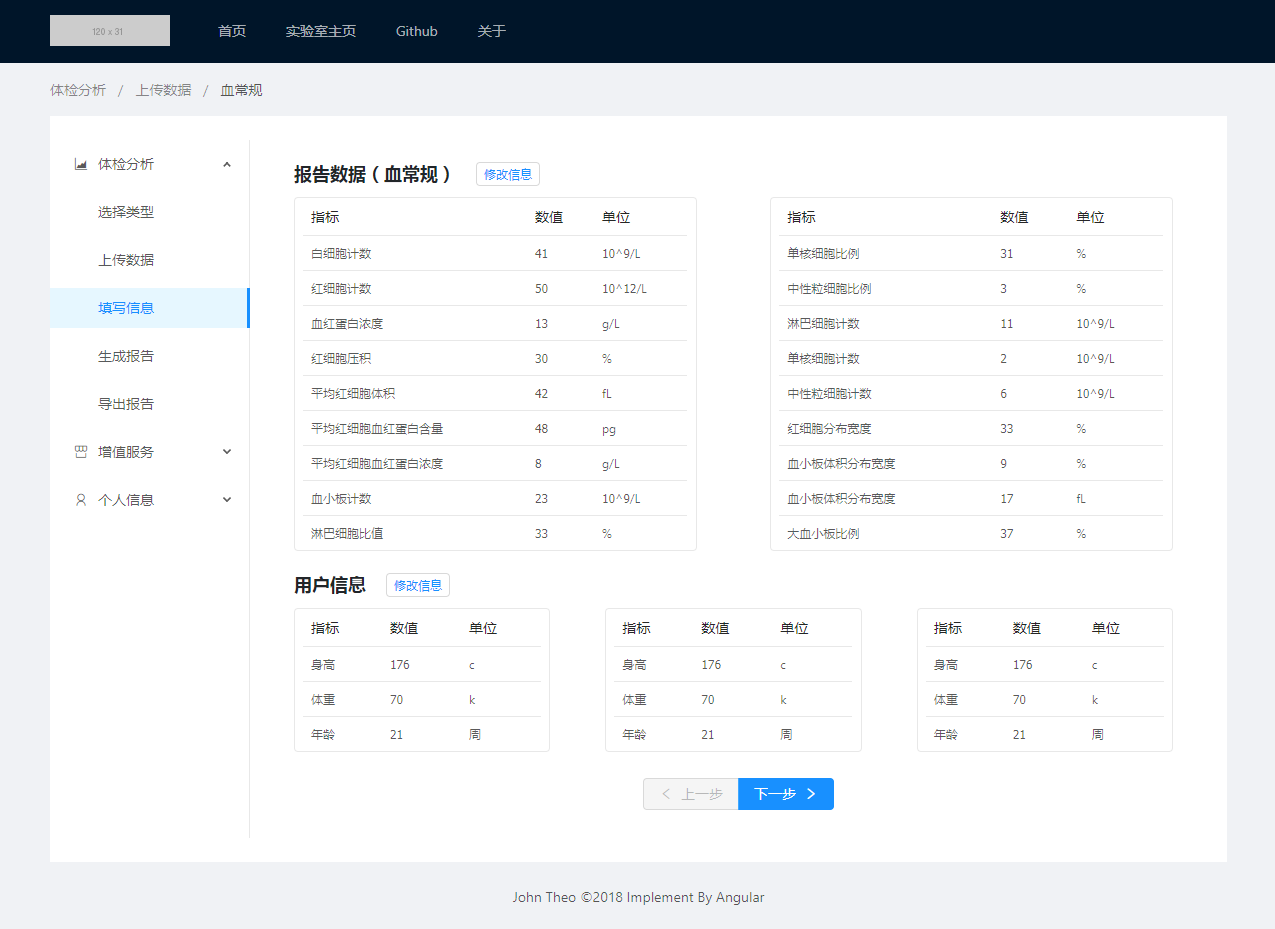 120 x 31 首页 实验室主页 Github 关于
体检分析 / 上传数据 / 血常规
体检分析
选择类型
上传数据
填写信息
生成报告
导出报告
增值服务
个人信息
报告数据（血常规） 修改信息
指标 数值 单位
白细胞计数 41 10^9/L
红细胞计数 50 10^12/L
血红蛋白浓度 13 g/L
红细胞压积 30 %
平均红细胞体积 42 fL
平均红细胞血红蛋白含量 48 pg
平均红细胞血红蛋白浓度 8 g/L
血小板计数 23 10^9/L
淋巴细胞比值 33 %
指标 数值 单位
单核细胞比例 31 %
中性粒细胞比例 3 %
淋巴细胞计数 11 10^9/L
单核细胞计数 2 10^9/L
中性粒细胞计数 6 10^9/L
红细胞分布宽度 33 %
血小板体积分布宽度 9 %
血小板体积分布宽度 17 fL
大血小板比例 37 %
用户信息 修改信息
指标 数值 单位
身高 176 c
体重 70 k
年龄 21 周
指标 数值 单位
身高 176 c
体重 70 k
年龄 21 周
指标 数值 单位
身高 176 c
体重 70 k
年龄 21 周
上一步 下一步
John Theo ©2018 Implement By Angular